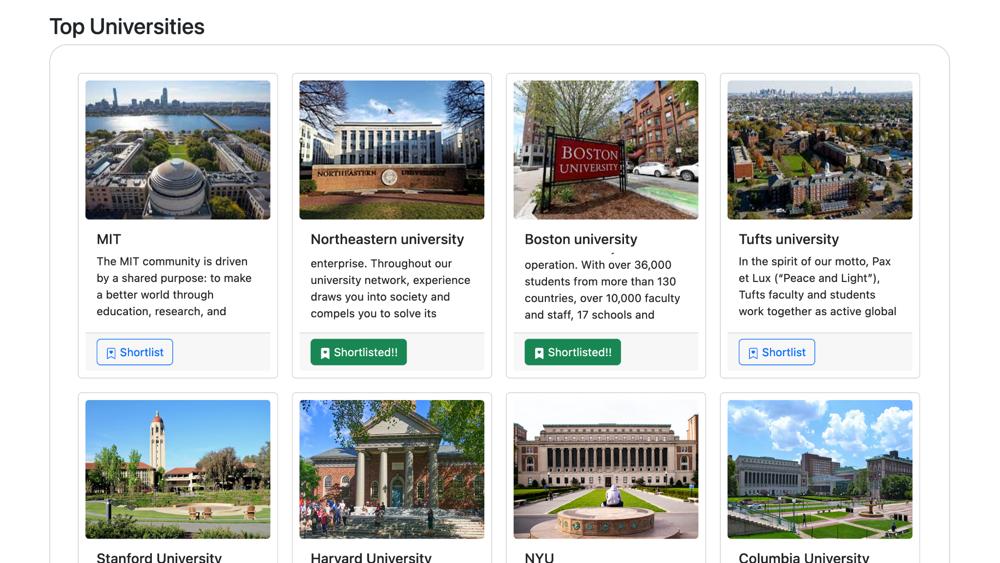 Top Universities
NORTHEASTERN UNIVERSITY
BOSTON
UNIVERSITY
MIT
The MIT community is driven
by a shared purpose: to make
a better world through
education, research, and
Shortlist
Northeastern university
enterprise. Throughout our
university network, experience
draws you into society and
compels you to solve its
Shortlisted!!
Boston university
operation. With over 36,000
students from more than 130
countries, over 10,000 faculty
and staff, 17 schools and
Shortlisted!!
Tufts university
In the spirit of our motto, Pax
et Lux (“Peace and Light”),
Tufts faculty and students
work together as active global
Shortlist
Stanford University
Harvard University
NYU
Columbia University